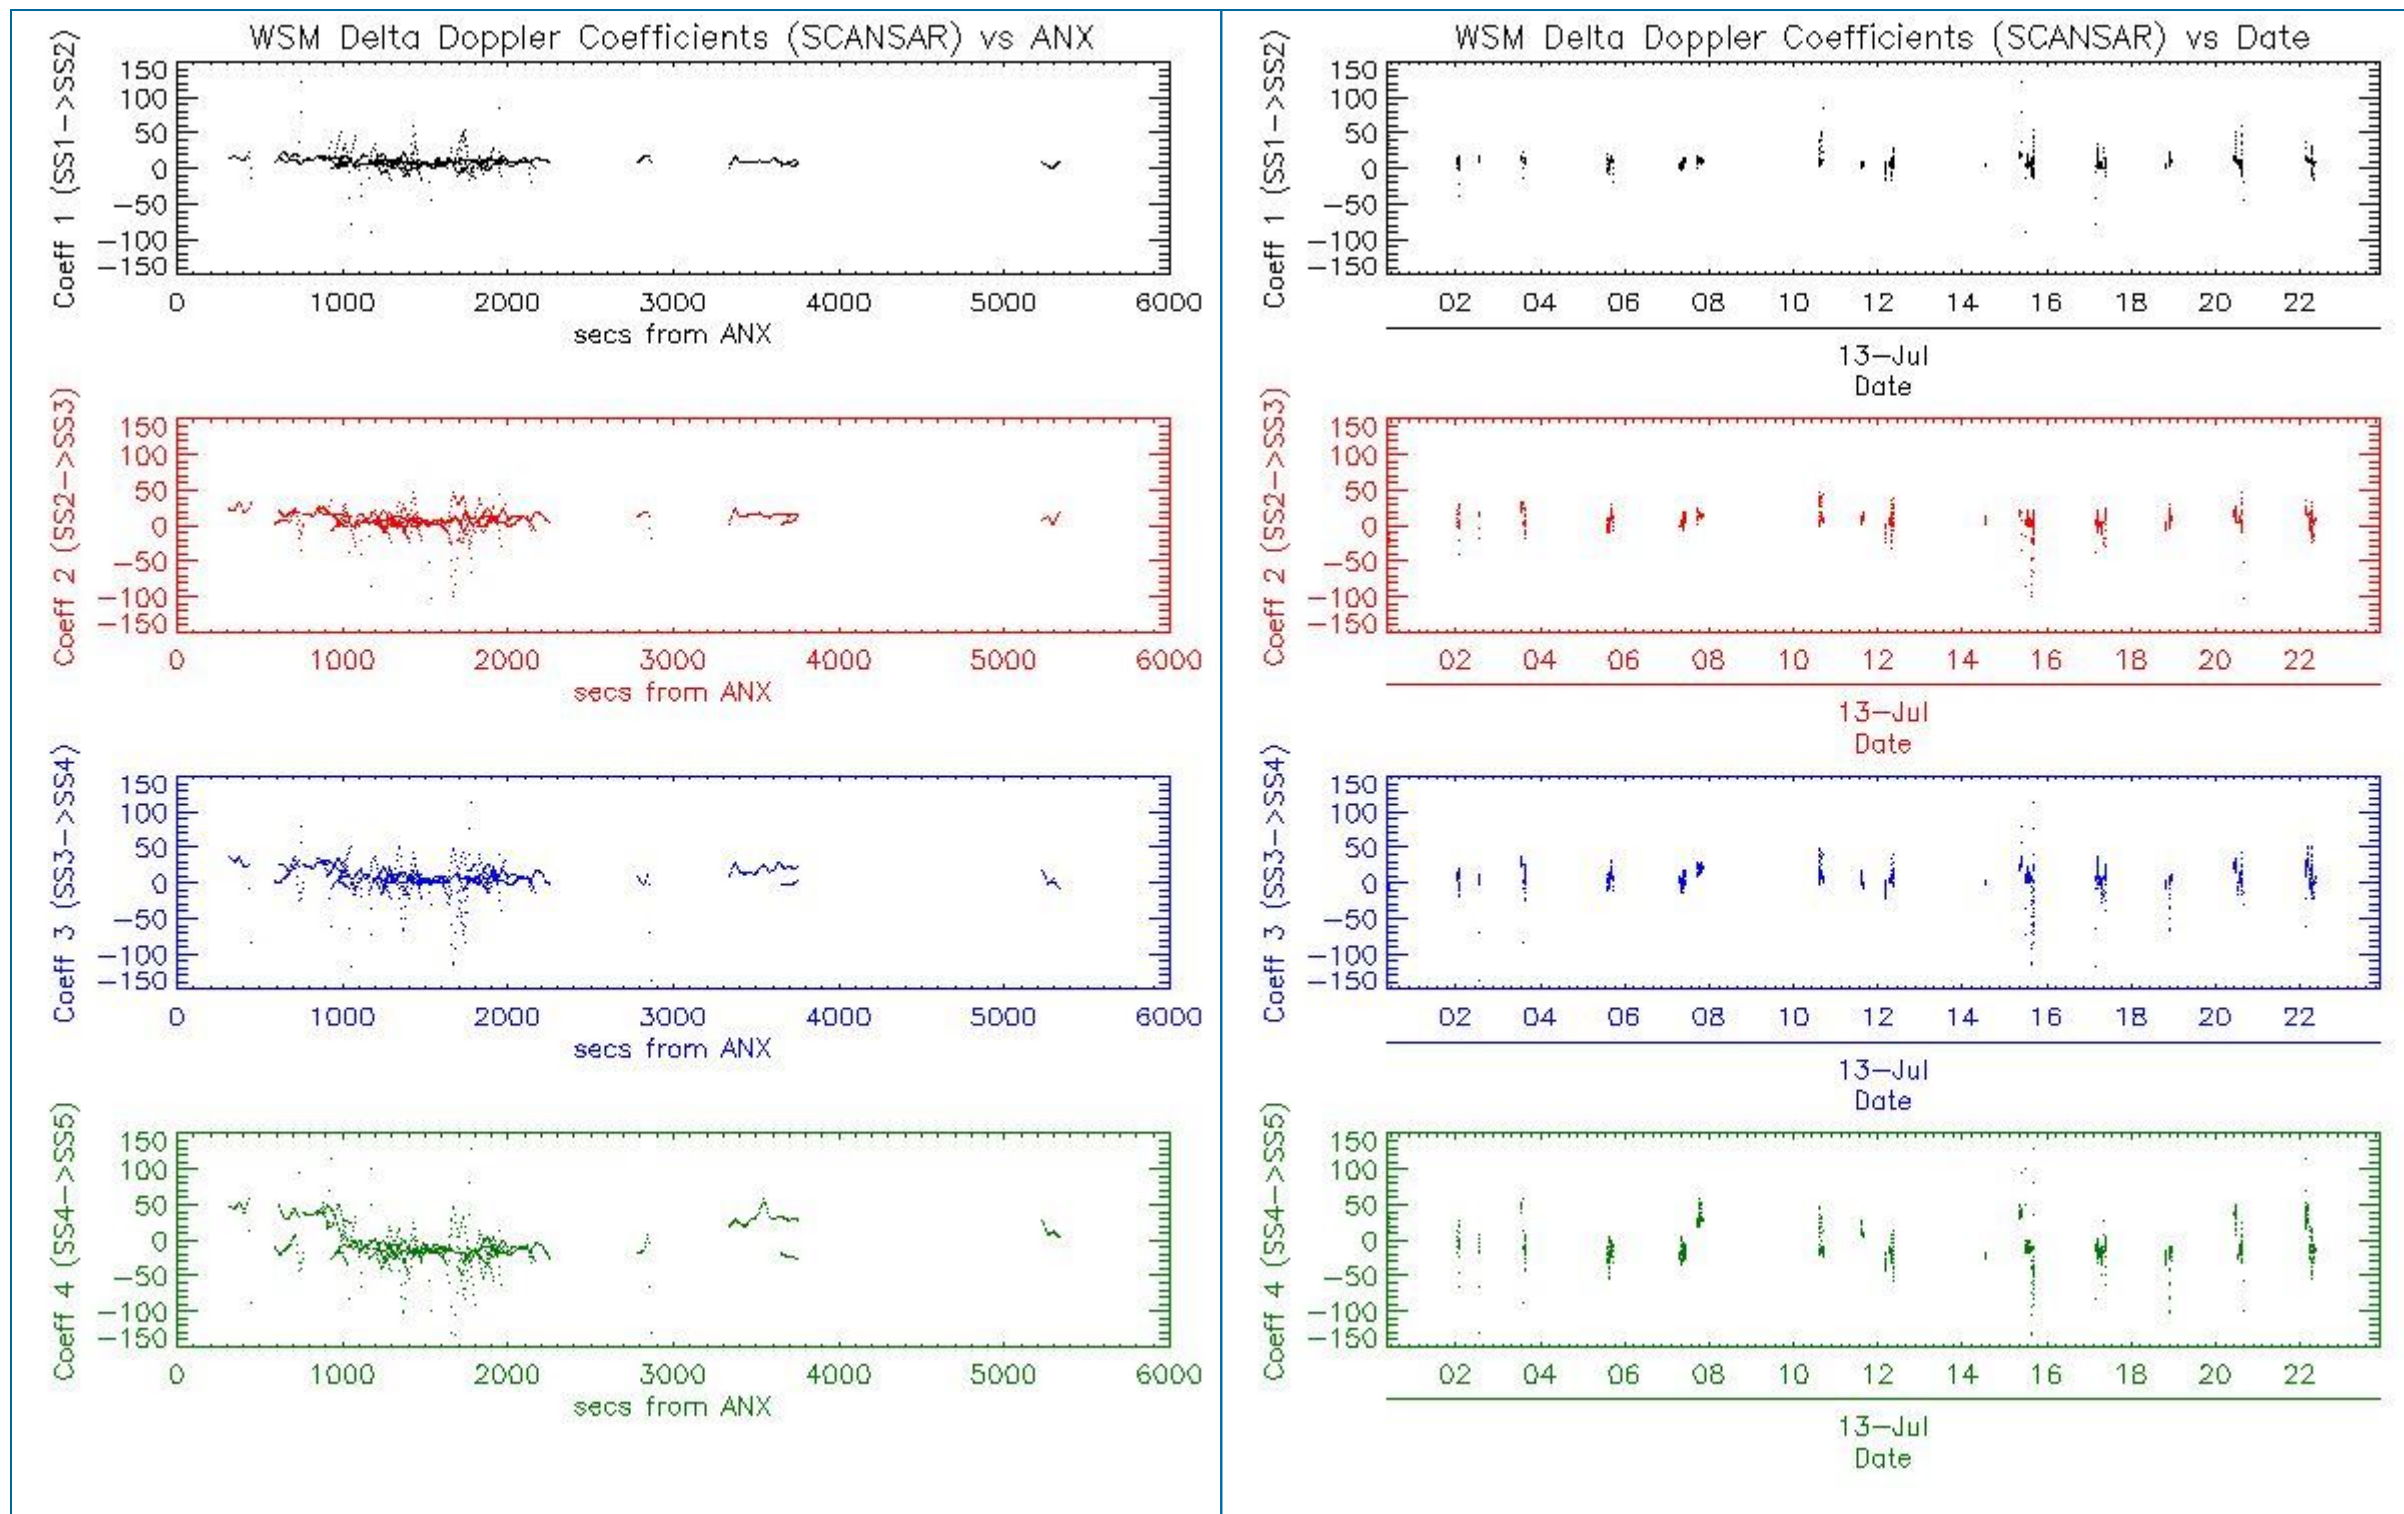 WSM Delta Doppler Coefficients (SCANSAR) vs ANX
Coeff 1 (SS1->SS2)
150
100
50
0
-50
-100
-150
0 1000 2000 3000 4000 5000 6000
secs from ANX
Coeff 2 (SS2->SS3)
150
100
50
0
-50
-100
-150
0 1000 2000 3000 4000 5000 6000
secs from ANX
Coeff 3 (SS3->SS4)
150
100
50
0
-50
-100
-150
0 1000 2000 3000 4000 5000 6000
secs from ANX
Coeff 4 (SS4->SS5)
150
100
50
0
-50
-100
-150
0 1000 2000 3000 4000 5000 6000
secs from ANX
WSM Delta Doppler Coefficients (SCANSAR) vs Date
Coeff 1 (SS1->SS2)
150
100
50
0
-50
-100
-150
02 04 06 08 10 12 14 16 18 20 22
13-Jul
Date
Coeff 2 (SS2->SS3)
150
100
50
0
-50
-100
-150
02 04 06 08 10 12 14 16 18 20 22
13-Jul
Date
Coeff 3 (SS3->SS4)
150
100
50
0
-50
-100
-150
02 04 06 08 10 12 14 16 18 20 22
13-Jul
Date
Coeff 4 (SS4->SS5)
150
100
50
0
-50
-100
-150
02 04 06 08 10 12 14 16 18 20 22
13-Jul
Date